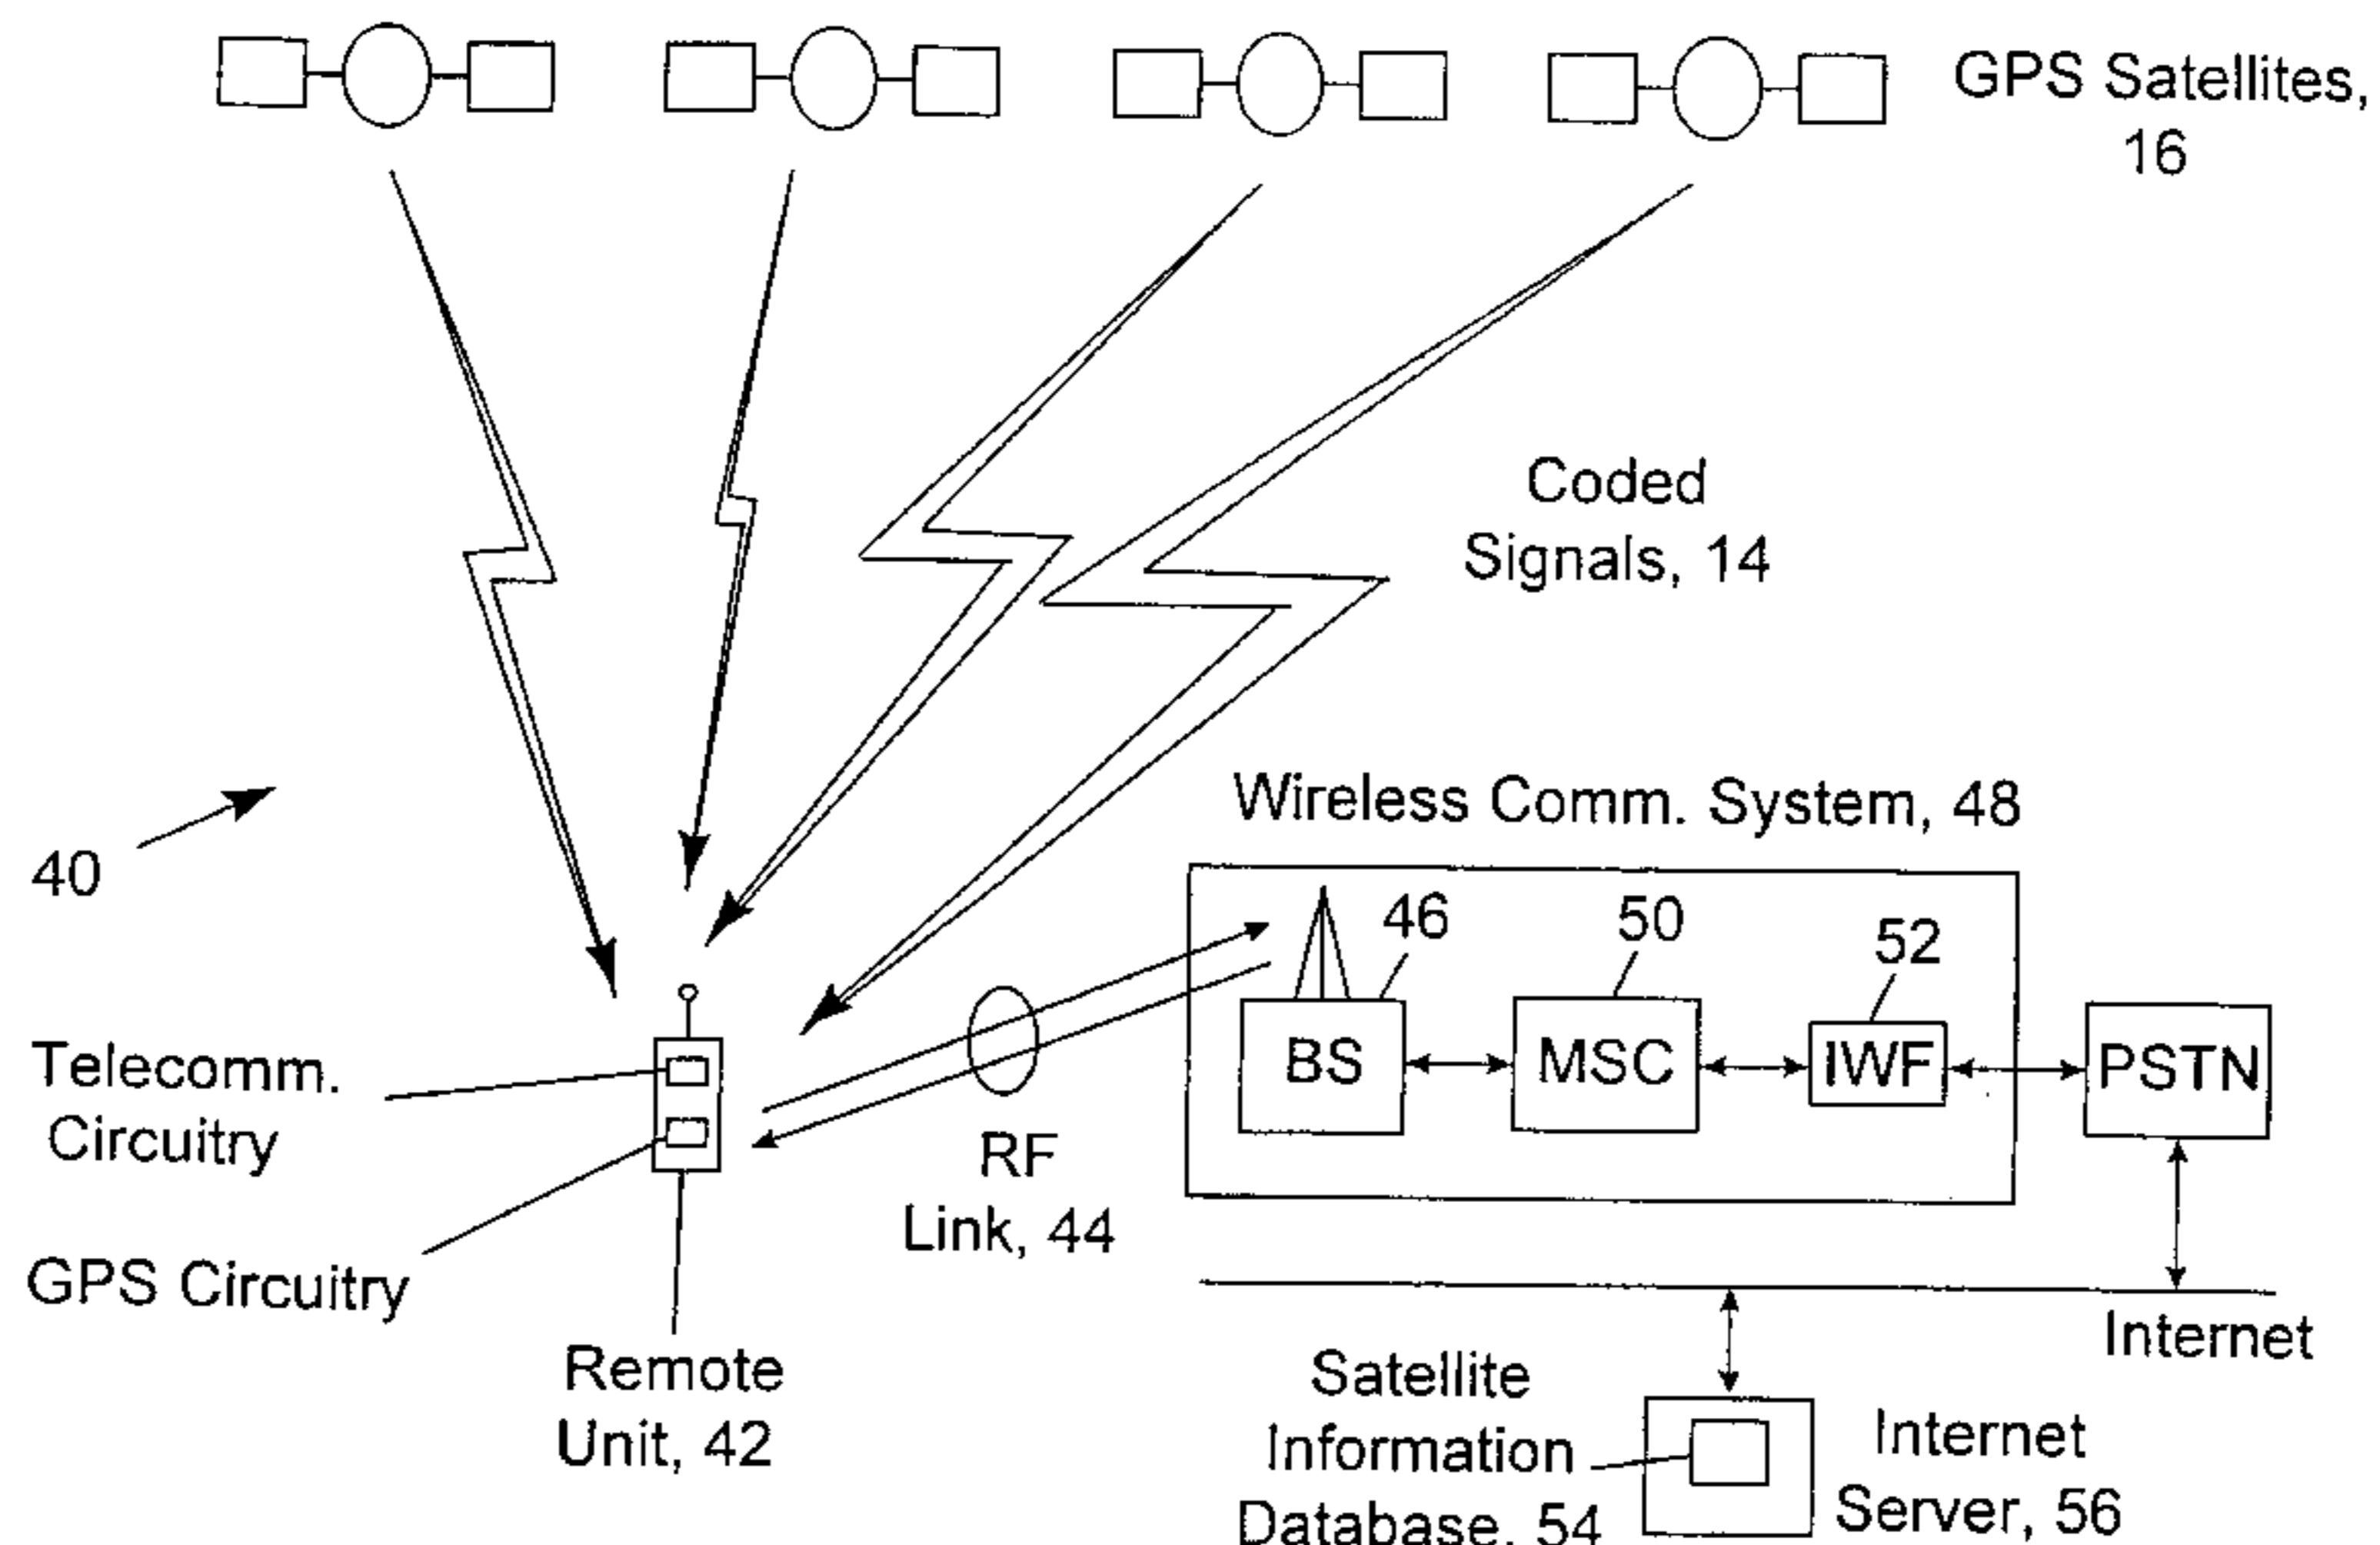 GPS Satellites,
16
Coded
Signals, 14
Wireless Comm. System, 48
40
46
50
52
BS
MSC
IWF
PSTN
Telecomm.
Circuitry
RF
Link, 44
GPS Circuitry
Internet
Remote
Unit, 42
Satellite
Information
Database, 54
Internet
Server, 56